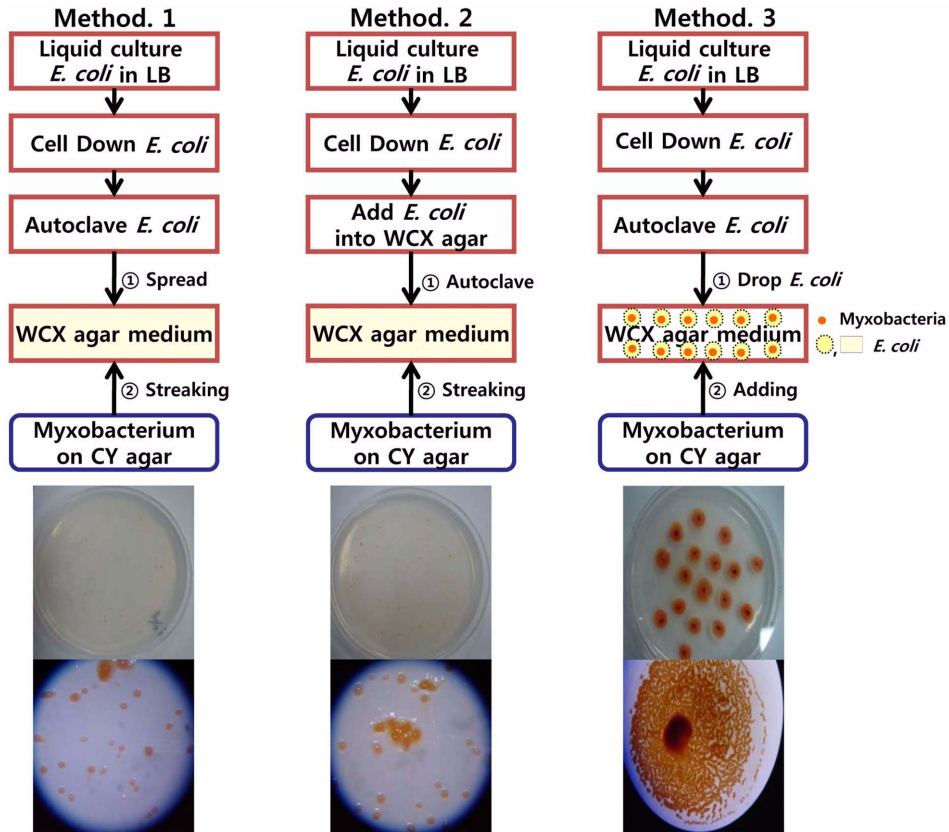 Method. 1
Liquid culture
E. coli in LB
Cell Down E. coli
Autoclave E. coli
① Spread
WCX agar medium
② Streaking
Myxobacterium
on CY agar
Method. 2
Liquid culture
E. coli in LB
Cell Down E. coli
Add E. coli
into WCX agar
① Autoclave
WCX agar medium
② Streaking
Myxobacterium
on CY agar
Method. 3
Liquid culture
E. coli in LB
Cell Down E. coli
Autoclave E. coli
① Drop E. coli
WCX agar medium
② Adding
Myxobacterium
on CY agar
Myxobacteria
, E. coli